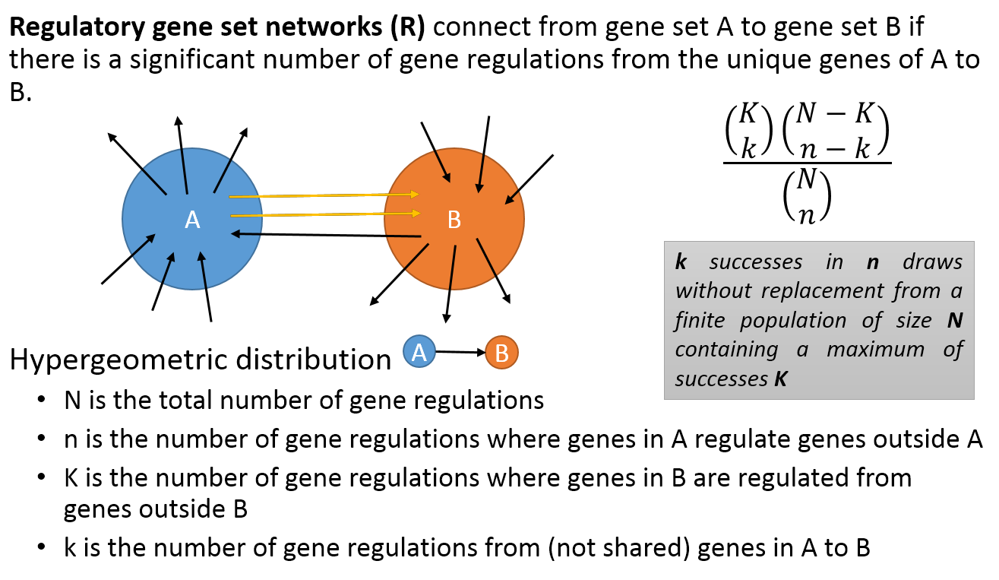 Regulatory gene set networks (R) connect from gene set A to gene set B if
there is a significant number of gene regulations from the unique genes of A to
B.
A
B
(K k) (N − K n − k)
(N n)
k successes in n draws
without replacement from a
finite population of size N
containing a maximum of
successes K
Hypergeometric distribution
A
B
• N is the total number of gene regulations
• n is the number of gene regulations where genes in A regulate genes outside A
• K is the number of gene regulations where genes in B are regulated from
genes outside B
• k is the number of gene regulations from (not shared) genes in A to B